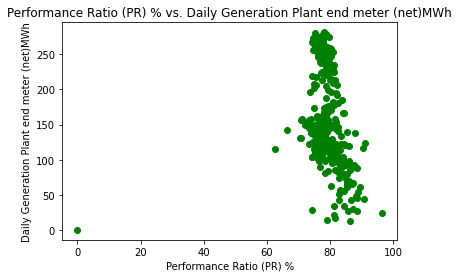 Performance Ratio (PR) % vs. Daily Generation Plant end meter (net)MWh
Daily Generation Plant end meter (net)MWh
250
200
150
100
50
0
0 20 40 60 80 100
Performance Ratio (PR) %